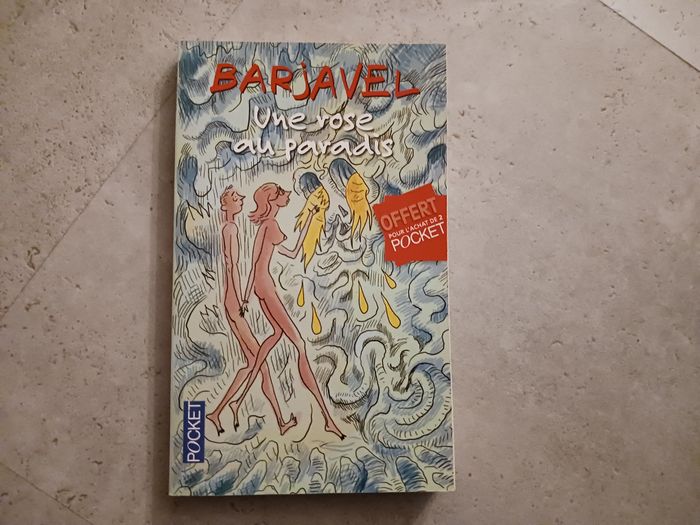 BARjAVEL
Une rose
au paradis
OFFERT
POUR L'ACHAT DE 2
POCKET
POCKET